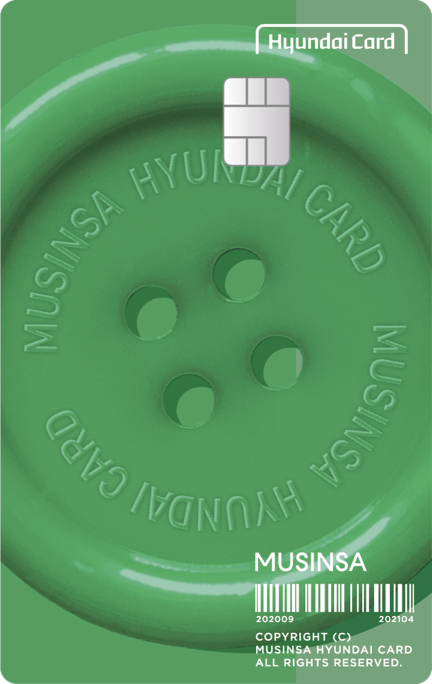 Hyundai Card
MUSINSA HYUNDAI CARD
MUSINSA HYUNDAI CARD
MUSINSA
202009 202104
COPYRIGHT (C)
MUSINSA HYUNDAI CARD
ALL RIGHTS RESERVED.